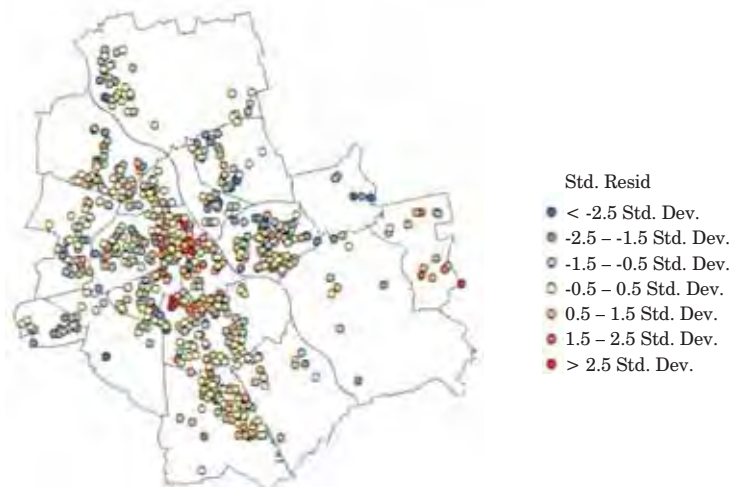 Std. Resid
< -2.5 Std. Dev.
-2.5 – -1.5 Std. Dev.
-1.5 – -0.5 Std. Dev.
-0.5 – 0.5 Std. Dev.
0.5 – 1.5 Std. Dev.
1.5 – 2.5 Std. Dev.
> 2.5 Std. Dev.